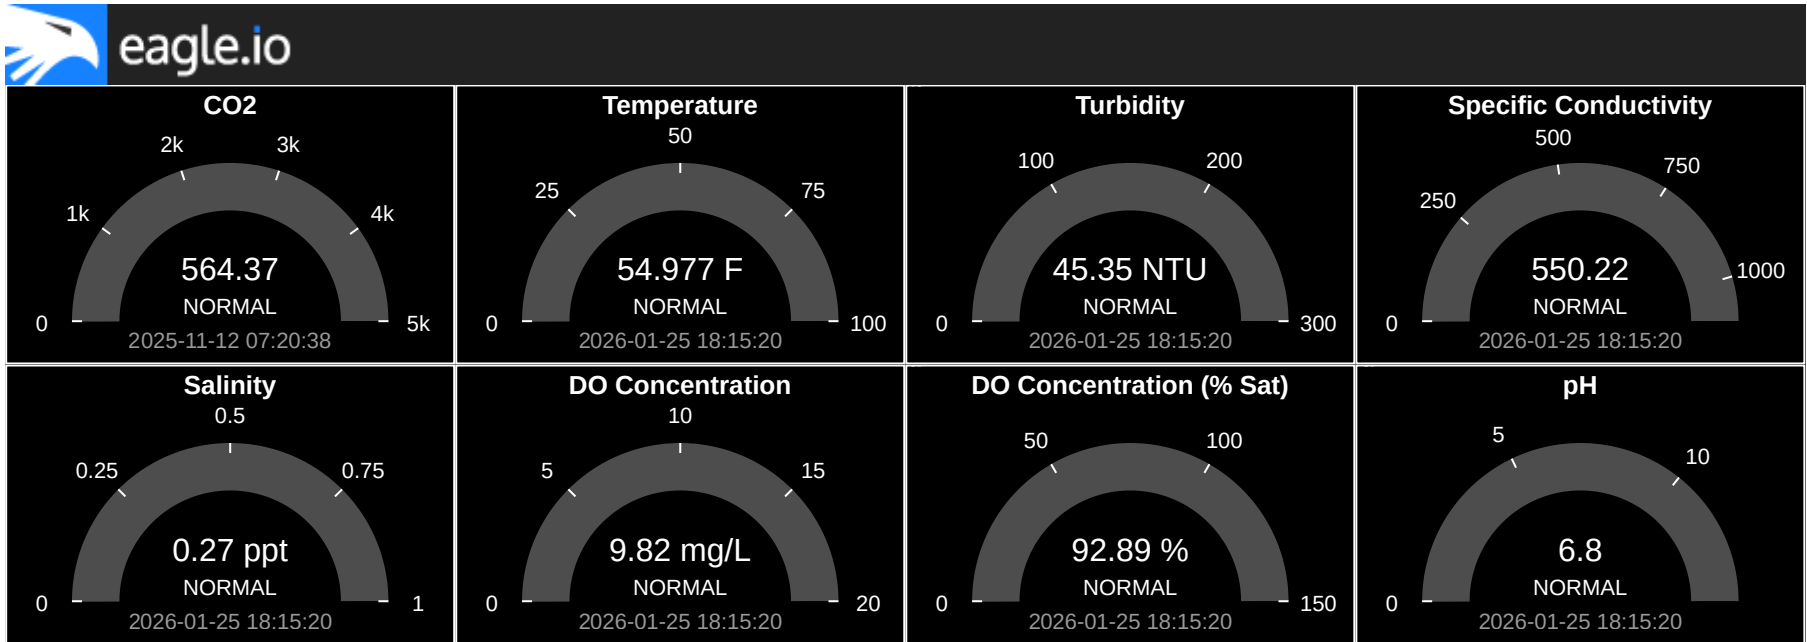 eagle.io
CO2
0
1k
2k
3k
4k
5k
564.37
NORMAL
2025-11-12 07:20:38
Temperature
0
25
50
75
100
54.977 F
NORMAL
2026-01-25 18:15:20
Turbidity
0
100
200
300
45.35 NTU
NORMAL
2026-01-25 18:15:20
Specific Conductivity
0
250
500
750
1000
550.22
NORMAL
2026-01-25 18:15:20
Salinity
0
0.25
0.5
0.75
1
0.27 ppt
NORMAL
2026-01-25 18:15:20
DO Concentration
0
5
10
15
20
9.82 mg/L
NORMAL
2026-01-25 18:15:20
DO Concentration (% Sat)
0
50
100
150
92.89 %
NORMAL
2026-01-25 18:15:20
pH
0
5
10
6.8
NORMAL
2026-01-25 18:15:20